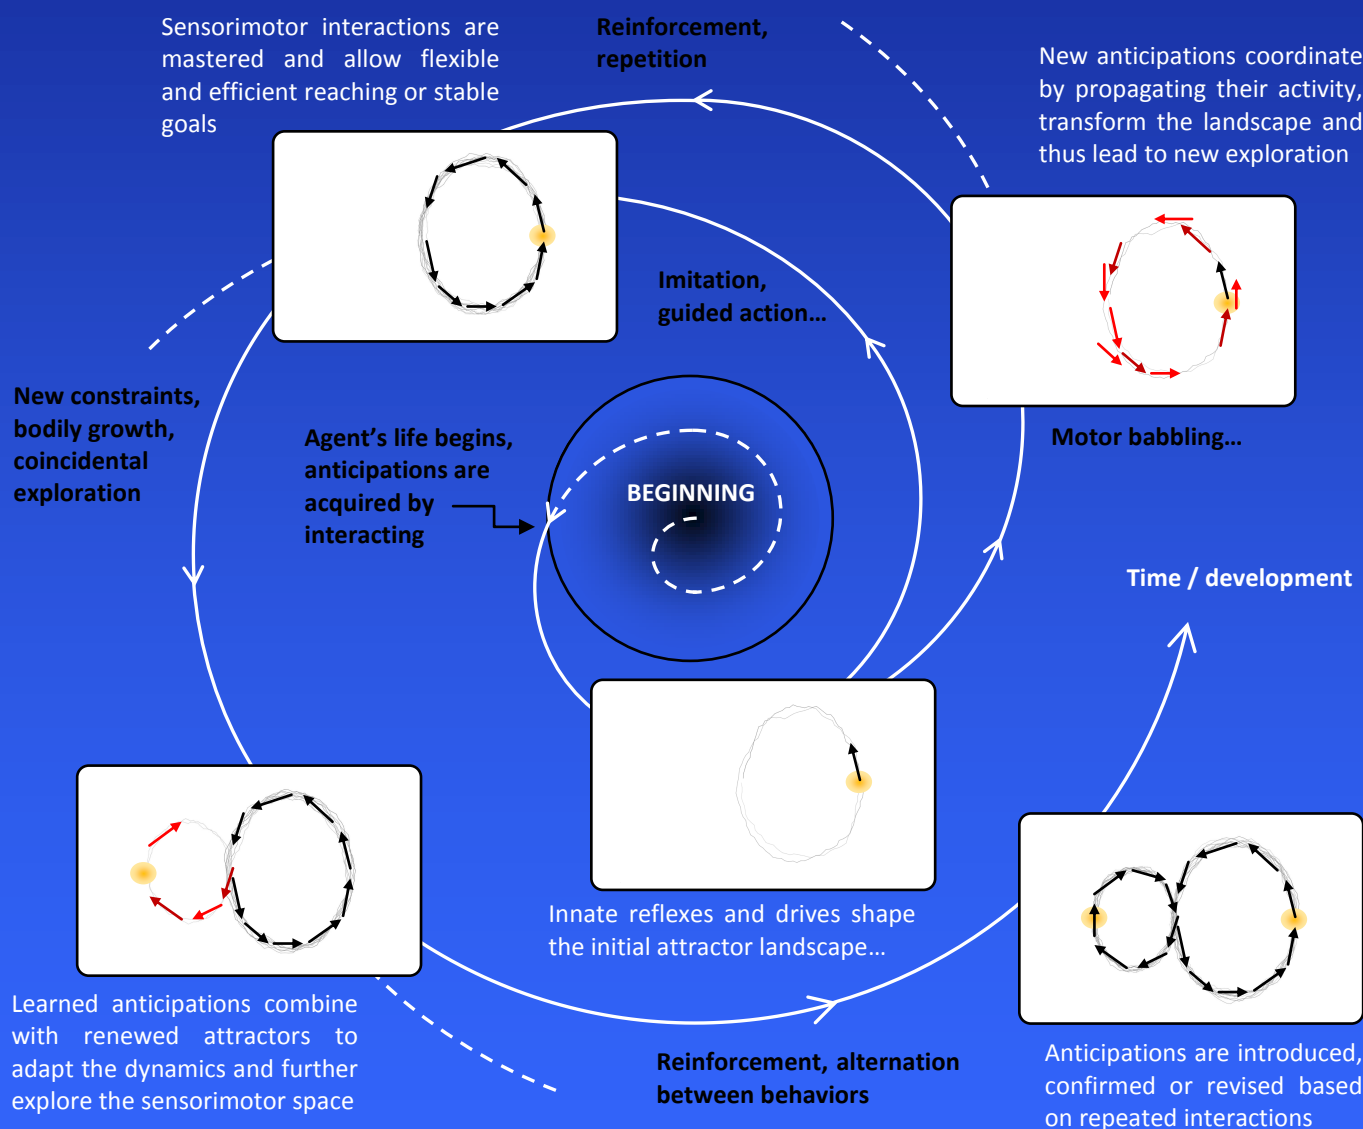 Sensorimotor interactions are
mastered and allow flexible
and efficient reaching or stable
goals
Reinforcement,
repetition
New anticipations coordinate
by propagating their activity,
transform the landscape and
thus lead to new exploration
Imitation,
guided action…
New constraints,
bodily growth,
coincidental
exploration
Agent's life begins,
anticipations are
acquired by
interacting
BEGINNING
Motor babbling…
Time / development
Innate reflexes and drives shape
the initial attractor landscape…
Learned anticipations combine
with renewed attractors to
adapt the dynamics and further
explore the sensorimotor space
Reinforcement, alternation
between behaviors
Anticipations are introduced,
confirmed or revised based
on repeated interactions